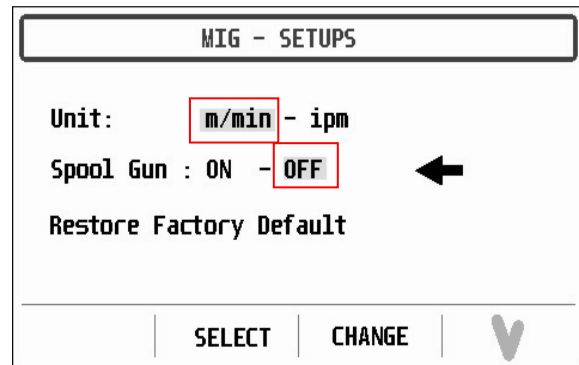 MIG - SETUPS
Unit: m/min - ipm
Spool Gun : ON - OFF
Restore Factory Default
SELECT CHANGE